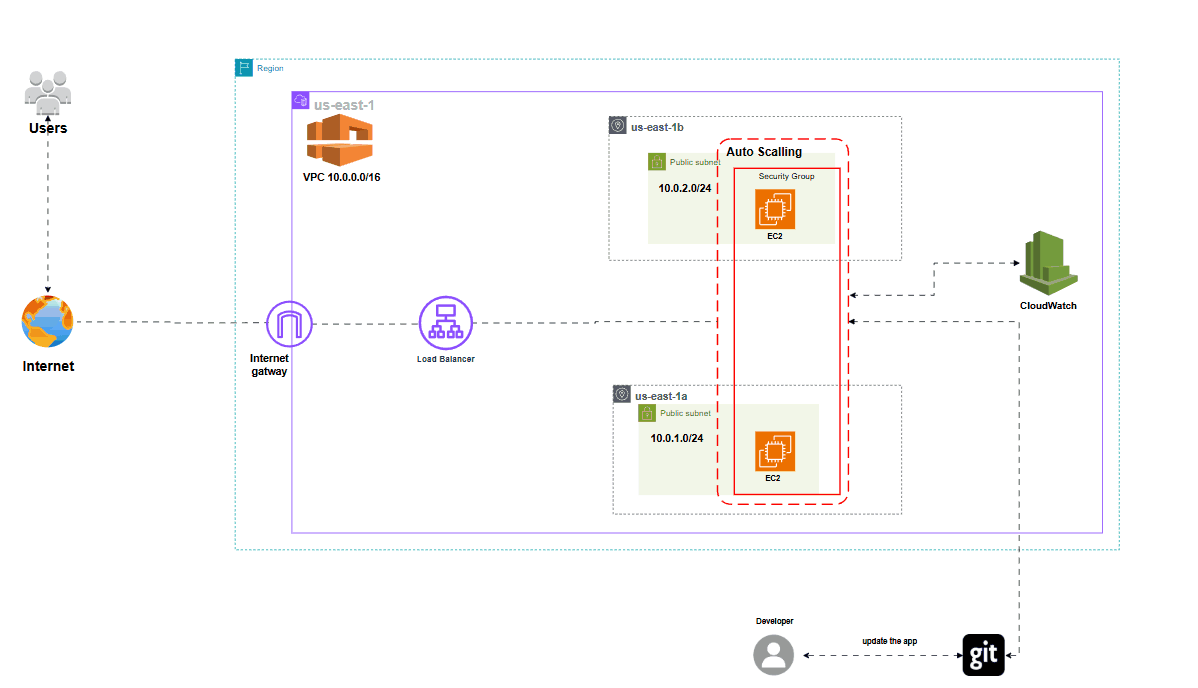 Region
us-east-1
VPC 10.0.0.0/16
Users
Internet
Internet
gatway
Load Balancer
us-east-1b
Public subnet
10.0.2.0/24
Auto Scalling
Security Group
EC2
us-east-1a
Public subnet
10.0.1.0/24
EC2
CloudWatch
Developer
update the app
git